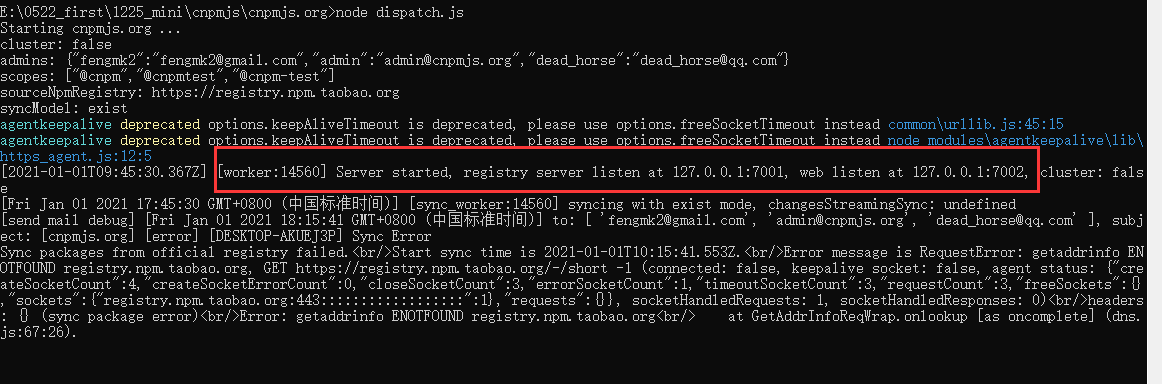 E:\0522_first\1225_mini\cnpmjs\cnpmjs.org>node dispatch.js
Starting cnpmjs.org ...
cluster: false
admins: {"fengmk2":"fengmk2@gmail.com","admin":"admin@cnpmjs.org","dead_horse":"dead_horse@qq.com"}
scopes: ["@cnpm","@cnpmtest","@cnpm-test"]
sourceNpmRegistry: https://registry.npm.taobao.org
syncModel: exist
agentkeepalive deprecated options.keepAliveTimeout is deprecated, please use options.freeSocketTimeout instead common\urllib.js:45:15
agentkeepalive deprecated options.keepAliveTimeout is deprecated, please use options.freeSocketTimeout instead node_modules\agentkeepalive\lib\
https_agent.js:12:5
[2021-01-01T09:45:30.367Z] [worker:14560] Server started, registry server listen at 127.0.0.1:7001, web listen at 127.0.0.1:7002, cluster: fals
e
[Fri Jan 01 2021 17:45:30 GMT+0800 (中国标准时间)] [sync_worker:14560] syncing with exist mode, changesStreamingSync: undefined
[send mail debug] [Fri Jan 01 2021 18:15:41 GMT+0800 (中国标准时间)] to: [ 'fengmk2@gmail.com', 'admin@cnpmjs.org', 'dead_horse@qq.com' ], subj
ect: [cnpmjs.org] [error] [DESKTOP-AKUEJ3P] Sync Error
Sync packages from official registry failed.<br/>Start sync time is 2021-01-01T10:15:41.553Z.<br/>Error message is RequestError: getaddrinfo EN
OTFOUND registry.npm.taobao.org, GET https://registry.npm.taobao.org/-/short -1 (connected: false, keepalive socket: false, agent status: {"cre
ateSocketCount":4,"createSocketErrorCount":0,"closeSocketCount":3,"errorSocketCount":1,"timeoutSocketCount":3,"requestCount":3,"freeSockets":{}
,"sockets":{"registry.npm.taobao.org:443:::::::::::::::::::":1},"requests":{}}, socketHandledRequests: 1, socketHandledResponses: 0)<br/>headers
: {} (sync package error)<br/>Error: getaddrinfo ENOTFOUND registry.npm.taobao.org<br/>    at GetAddrInfoReqWrap.onlookup [as oncomplete] (dns.
js:67:26).